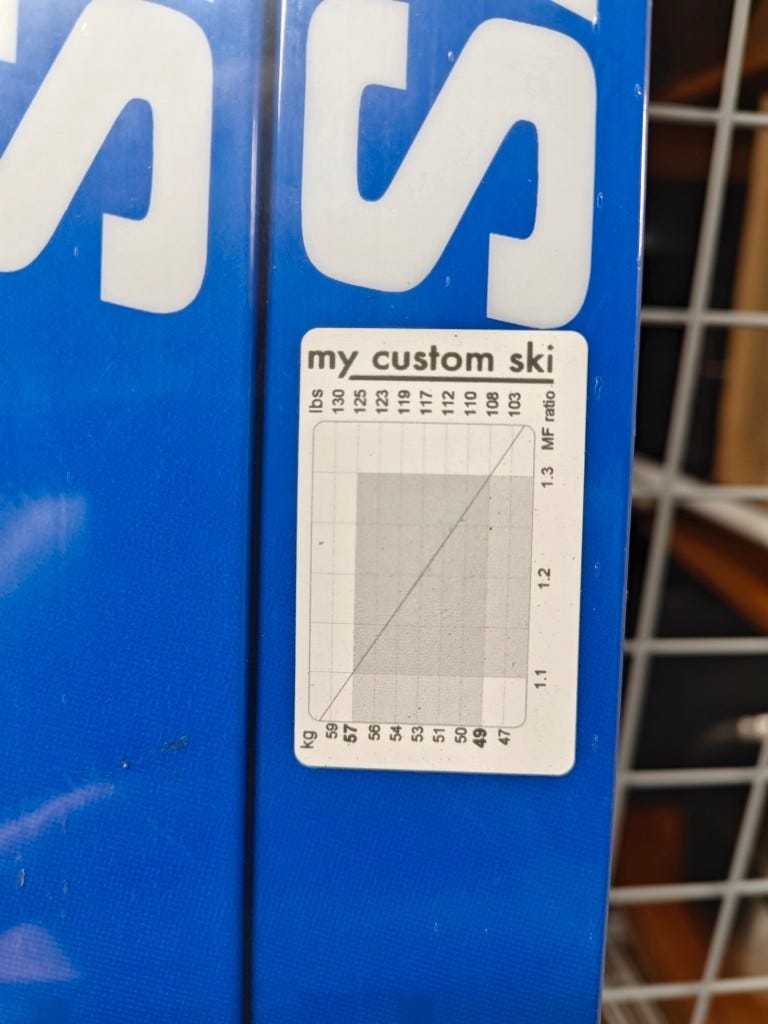 S
S
my custom ski
lbs 130 125 123 119 117 112 110 108 103
MF ratio
1.3
1.2
1.1
kg 59 57 56 54 53 51 50 49 47